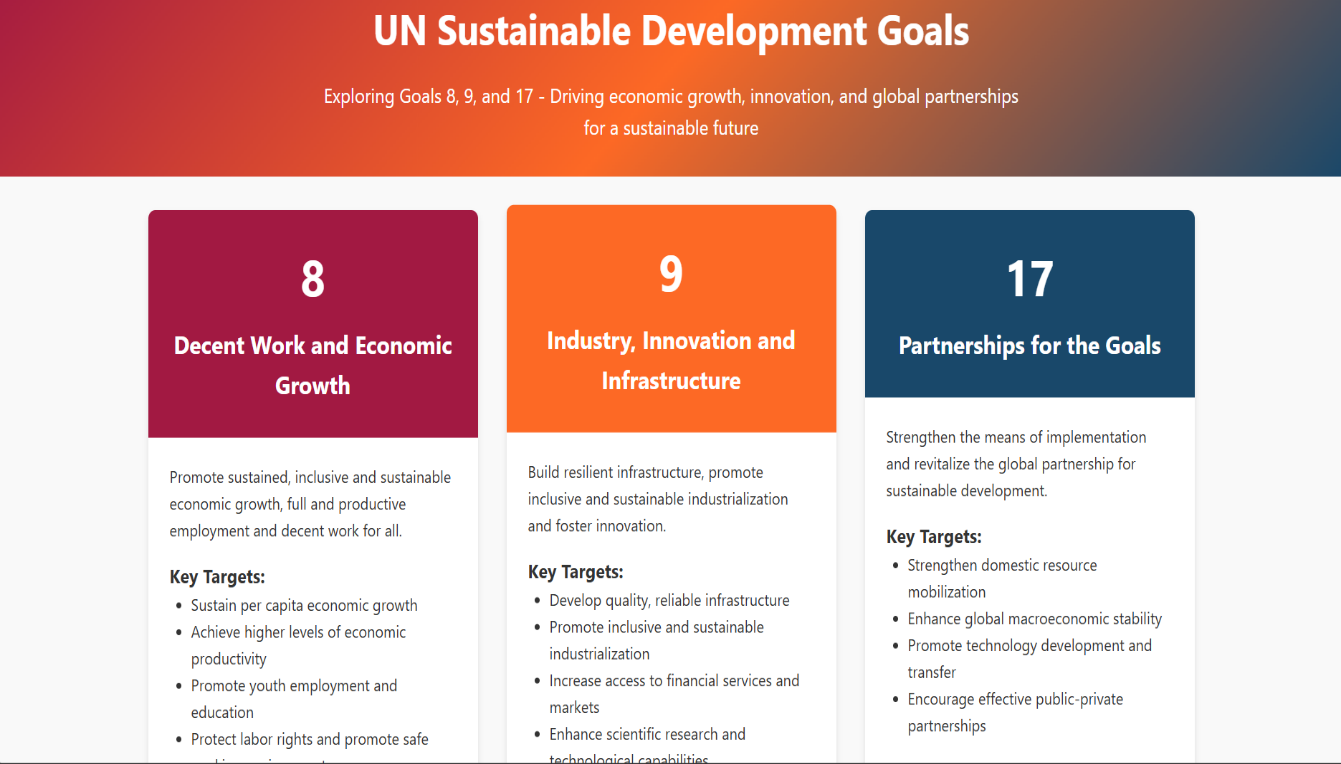 UN Sustainable Development Goals
Exploring Goals 8, 9, and 17 - Driving economic growth, innovation, and global partnerships
for a sustainable future
8
Decent Work and Economic
Growth
Promote sustained, inclusive and sustainable
economic growth, full and productive
employment and decent work for all.
Key Targets:
• Sustain per capita economic growth
• Achieve higher levels of economic
productivity
• Promote youth employment and
education
• Protect labor rights and promote safe
9
Industry, Innovation and
Infrastructure
Build resilient infrastructure, promote
inclusive and sustainable industrialization
and foster innovation.
Key Targets:
• Develop quality, reliable infrastructure
• Promote inclusive and sustainable
industrialization
• Increase access to financial services and
markets
• Enhance scientific research and
technological capabilities
17
Partnerships for the Goals
Strengthen the means of implementation
and revitalize the global partnership for
sustainable development.
Key Targets:
• Strengthen domestic resource
mobilization
• Enhance global macroeconomic stability
• Promote technology development and
transfer
• Encourage effective public-private
partnerships